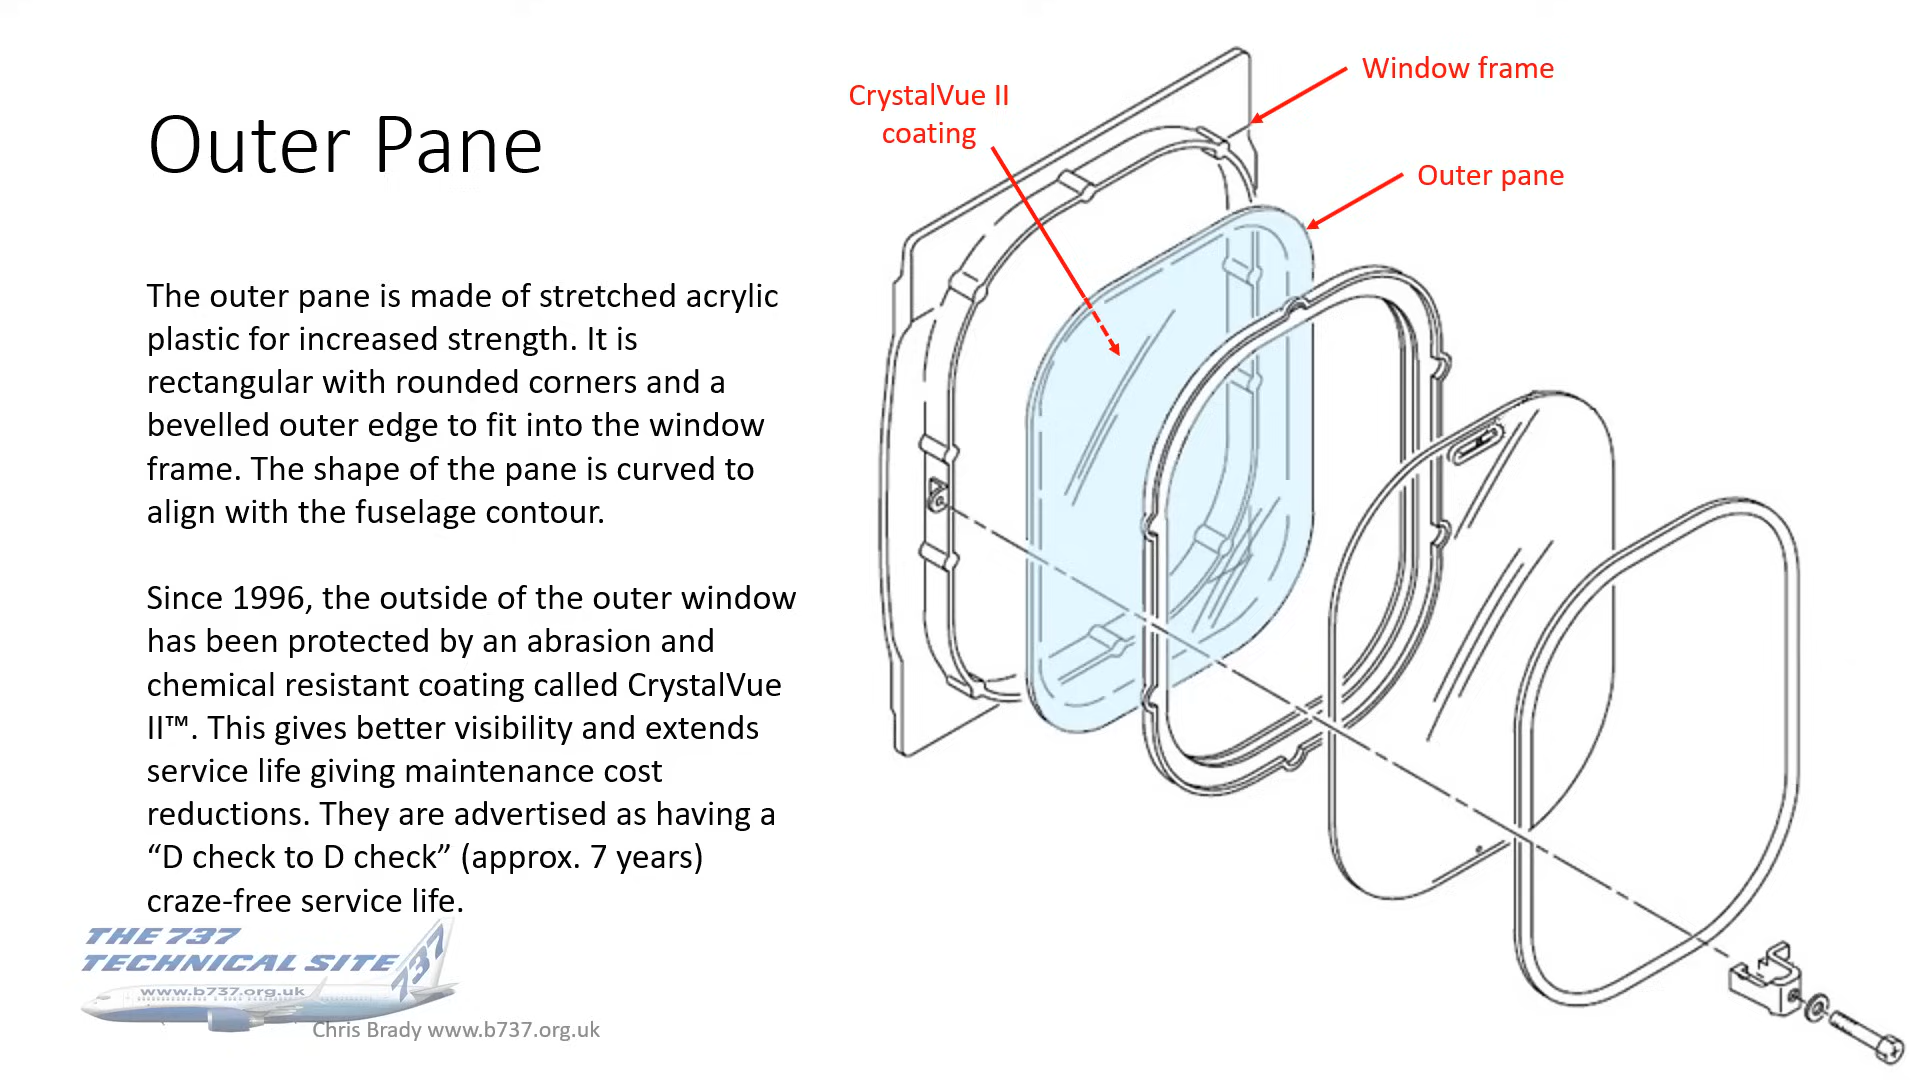 Outer Pane
The outer pane is made of stretched acrylic
plastic for increased strength. It is
rectangular with rounded corners and a
bevelled outer edge to fit into the window
frame. The shape of the pane is curved to
align with the fuselage contour.
Since 1996, the outside of the outer window
has been protected by an abrasion and
chemical resistant coating called CrystalVue
II™. This gives better visibility and extends
service life giving maintenance cost
reductions. They are advertised as having a
“D check to D check” (approx. 7 years)
craze-free service life.
CrystalVue II
coating
Window frame
Outer pane
THE 737
TECHNICAL SITE
737
www.b737.org.uk
Chris Brady www.b737.org.uk